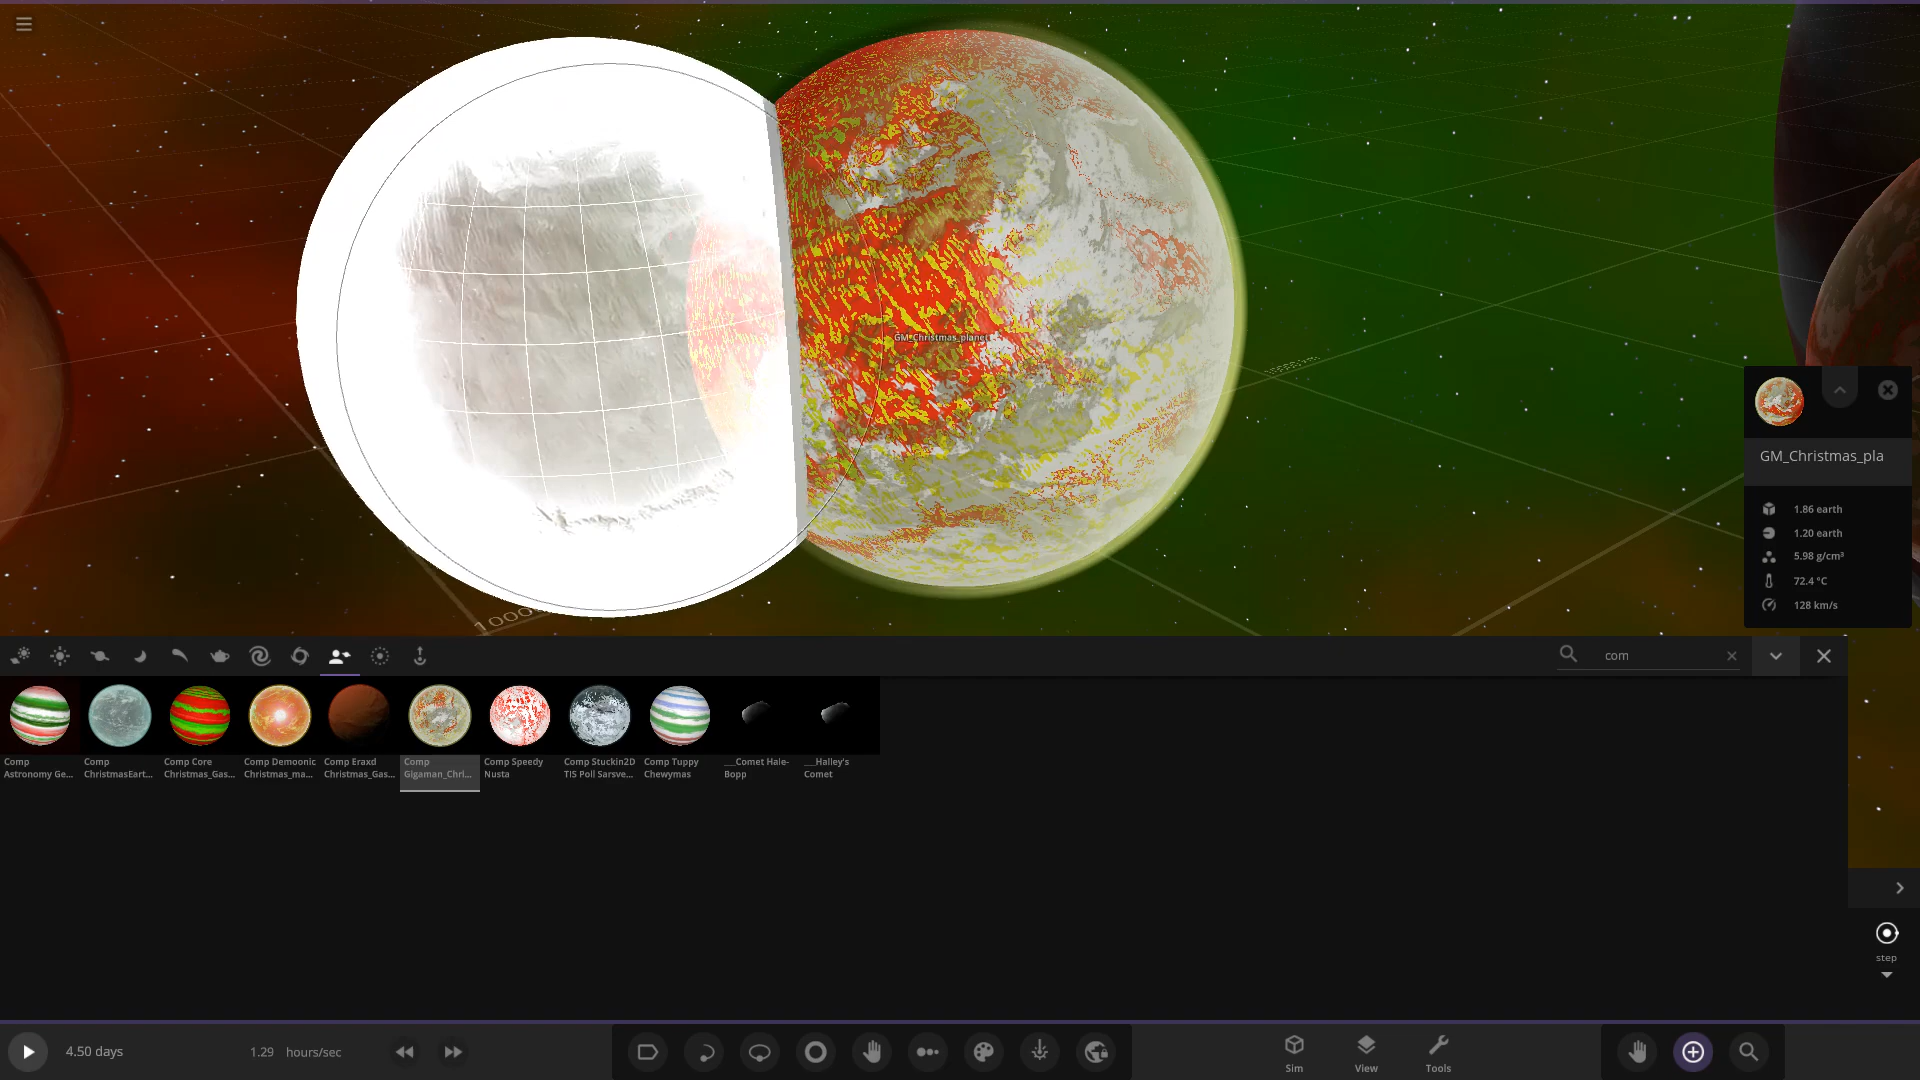 GM_Christmas_planet
1000
GM_Christmas_pla
1.86 earth
1.20 earth
5.98 g/cm³
72.4 °C
128 km/s
com
Comp
Astronomy Ge...
Comp
ChristmasEart...
Comp Core
Christmas_Gas...
Comp Demoonic
Christmas_ma...
Comp Eraxd
Christmas_Gas...
Comp
Gigaman_Chri...
Comp Speedy
Nusta
Comp Stuckin2D
TIS Poll Sarsve...
Comp Tuppy
Chewymas
___Comet Hale-
Bopp
___Halley's
Comet
step
4.50 days
1.29 hours/sec
Sim
View
Tools